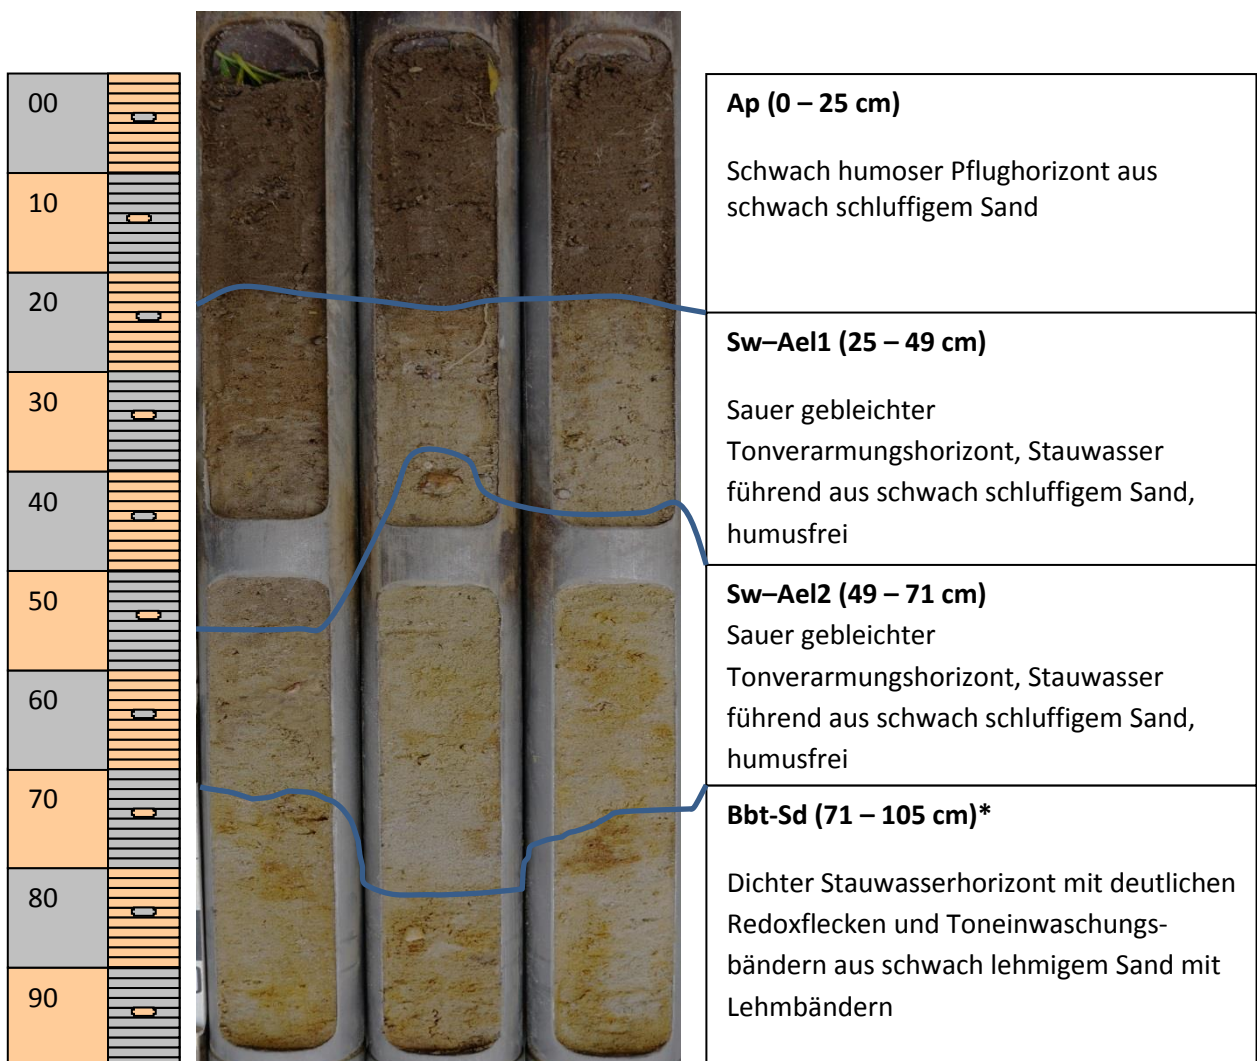 00
10
20
30
40
50
60
70
80
90
Ap (0 – 25 cm)
Schwach humoser Pflughorizont aus
schwach schluffigem Sand
Sw–Ael1 (25 – 49 cm)
Sauer gebleichter
Tonverarmungshorizont, Stauwasser
führend aus schwach schluffigem Sand,
humusfrei
Sw–Ael2 (49 – 71 cm)
Sauer gebleichter
Tonverarmungshorizont, Stauwasser
führend aus schwach schluffigem Sand,
humusfrei
Bbt-Sd (71 – 105 cm)*
Dichter Stauwasserhorizont mit deutlichen
Redoxflecken und Toneinwaschungs-
bändern aus schwach lehmigem Sand mit
Lehmbändern